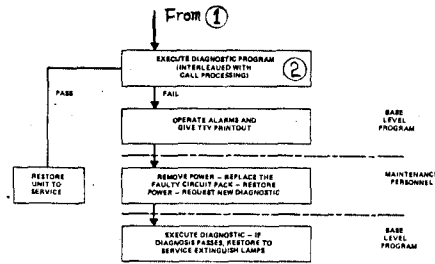 From ①
EXECUTE DIAGNOSTIC PROGRAM
(INTERLEAVED WITH
CALL PROCESSING)
②
PASS
FAIL
OPERATE ALARMS AND
GIVE TTY PRINTOUT
BASE
LEVEL
PROGRAM
RESTORE
UNIT TO
SERVICE
REMOVE POWER – REPLACE THE
FAULTY CIRCUIT PACK – RESTORE
POWER – REQUEST NEW DIAGNOSTIC
MAINTENANCE
PERSONNEL
EXECUTE DIAGNOSTIC – IF
DIAGNOSIS PASSES, RESTORE TO
SERVICE EXTINGUISH LAMPS
BASE
LEVEL
PROGRAM